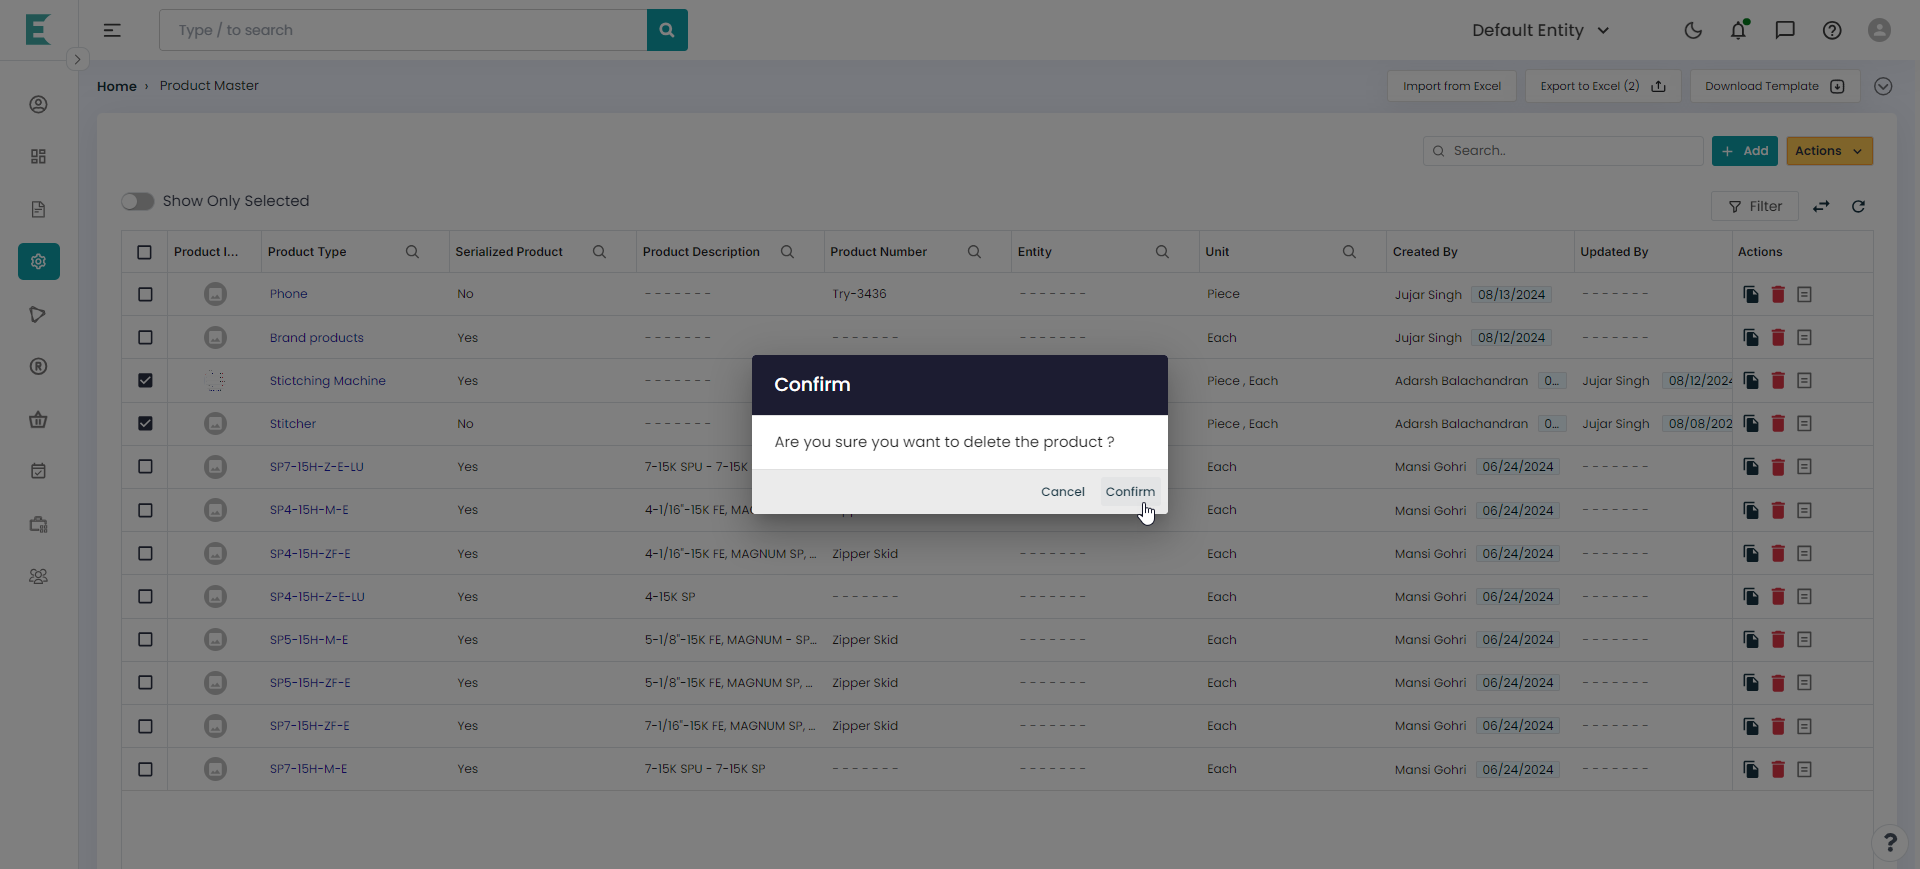 Type / to search
Default Entity
Home › Product Master
Import from Excel
Export to Excel (2)
Download Template
Search..
+ Add
Actions
Show Only Selected
Filter
Product I... Product Type Serialized Product Product Description Product Number Entity Unit Created By Updated By Actions
Phone No - - - - - - - Try-3436 - - - - - - - Piece Jujar Singh 08/13/2024 - - - - - - -
Brand products Yes - - - - - - - - - - - - - - - - - - - - - Each Jujar Singh 08/12/2024 - - - - - - -
Stictching Machine Yes - - - - - - - Piece , Each Adarsh Balachandran 0... Jujar Singh 08/12/2024
Stitcher No - - - - - - - Piece , Each Adarsh Balachandran 0... Jujar Singh 08/08/202
SP7-15H-Z-E-LU Yes 7-15K SPU - 7-15K Each Mansi Gohri 06/24/2024 - - - - - - -
SP4-15H-M-E Yes 4-1/16"-15K FE, MAG Each Mansi Gohri 06/24/2024 - - - - - - -
SP4-15H-ZF-E Yes 4-1/16"-15K FE, MAGNUM SP, ... Zipper Skid - - - - - - - Each Mansi Gohri 06/24/2024 - - - - - - -
SP4-15H-Z-E-LU Yes 4-15K SP - - - - - - - - - - - - - - Each Mansi Gohri 06/24/2024 - - - - - - -
SP5-15H-M-E Yes 5-1/8"-15K FE, MAGNUM - SP... Zipper Skid - - - - - - - Each Mansi Gohri 06/24/2024 - - - - - - -
SP5-15H-ZF-E Yes 5-1/8"-15K FE, MAGNUM SP, ... Zipper Skid - - - - - - - Each Mansi Gohri 06/24/2024 - - - - - - -
SP7-15H-ZF-E Yes 7-1/16"-15K FE, MAGNUM SP, ... Zipper Skid - - - - - - - Each Mansi Gohri 06/24/2024 - - - - - - -
SP7-15H-M-E Yes 7-15K SPU - 7-15K SP - - - - - - - - - - - - - - Each Mansi Gohri 06/24/2024 - - - - - - -
Confirm
Are you sure you want to delete the product ?
Cancel Confirm
?